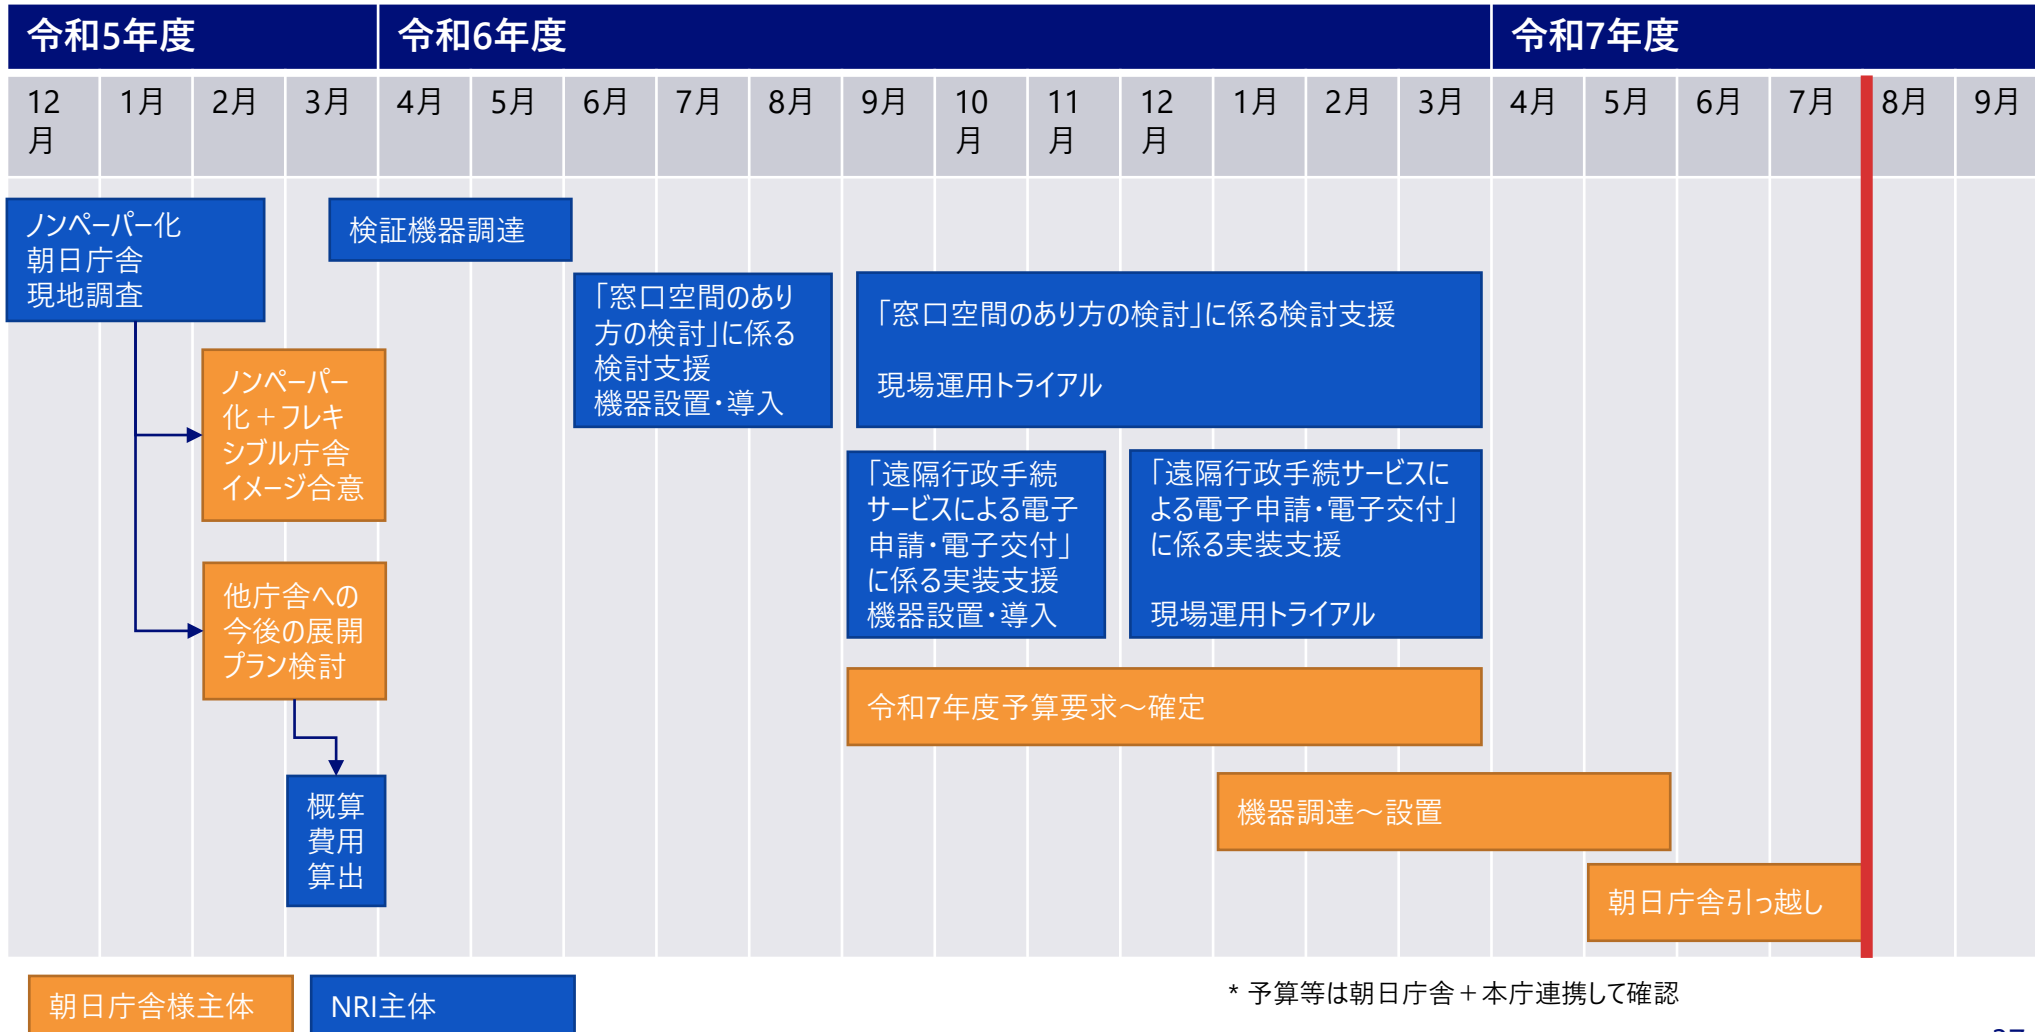 令和5年度
令和6年度
令和7年度
12
月
1月
2月
3月
4月
5月
6月
7月
8月
9月
10
月
11
月
12
月
1月
2月
3月
4月
5月
6月
7月
8月
9月
ノンペーパー化
朝日庁舎
現地調査
検証機器調達
「窓口空間のあり
方の検討」に係る
検討支援
機器設置・導入
「窓口空間のあり方の検討」に係る検討支援
現場運用トライアル
ノンペーパー
化+フレキ
シブル庁舎
イメージ合意
「遠隔行政手続
サービスによる電子
申請・電子交付」
に係る実装支援
機器設置・導入
「遠隔行政手続サービスに
よる電子申請・電子交付」
に係る実装支援
現場運用トライアル
他庁舎への
今後の展開
プラン検討
令和7年度予算要求～確定
概算
費用
算出
機器調達～設置
朝日庁舎引っ越し
朝日庁舎様主体
NRI主体
* 予算等は朝日庁舎+本庁連携して確認